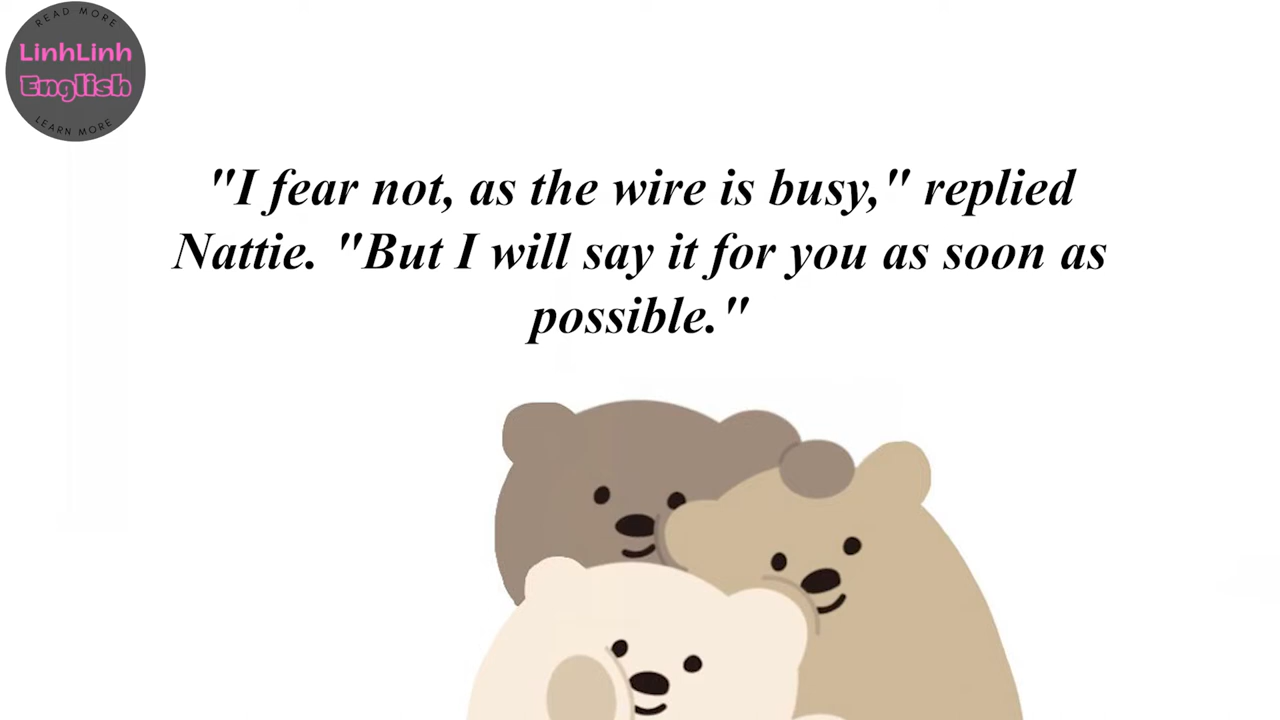 READ MORE
LinhLinh
English
LEARN MORE
"I fear not, as the wire is busy," replied
Nattie. "But I will say it for you as soon as
possible."